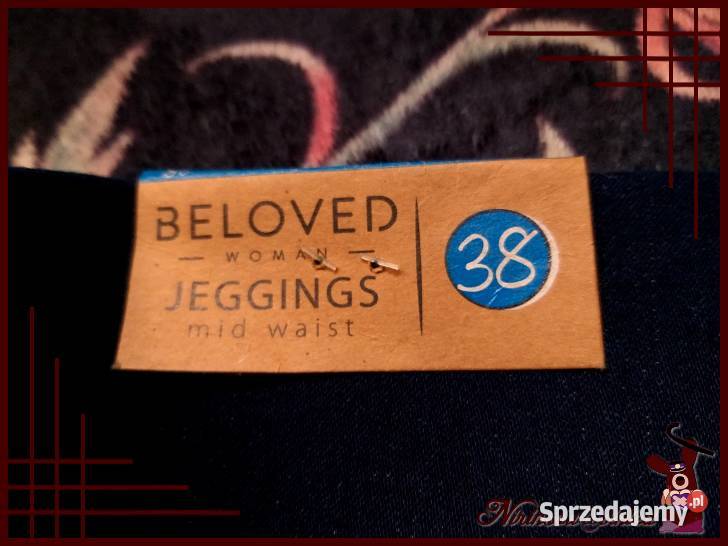 BELOVED
— WOMAN —
JEGGINGS
mid waist
38
Sprzedajemy.pl